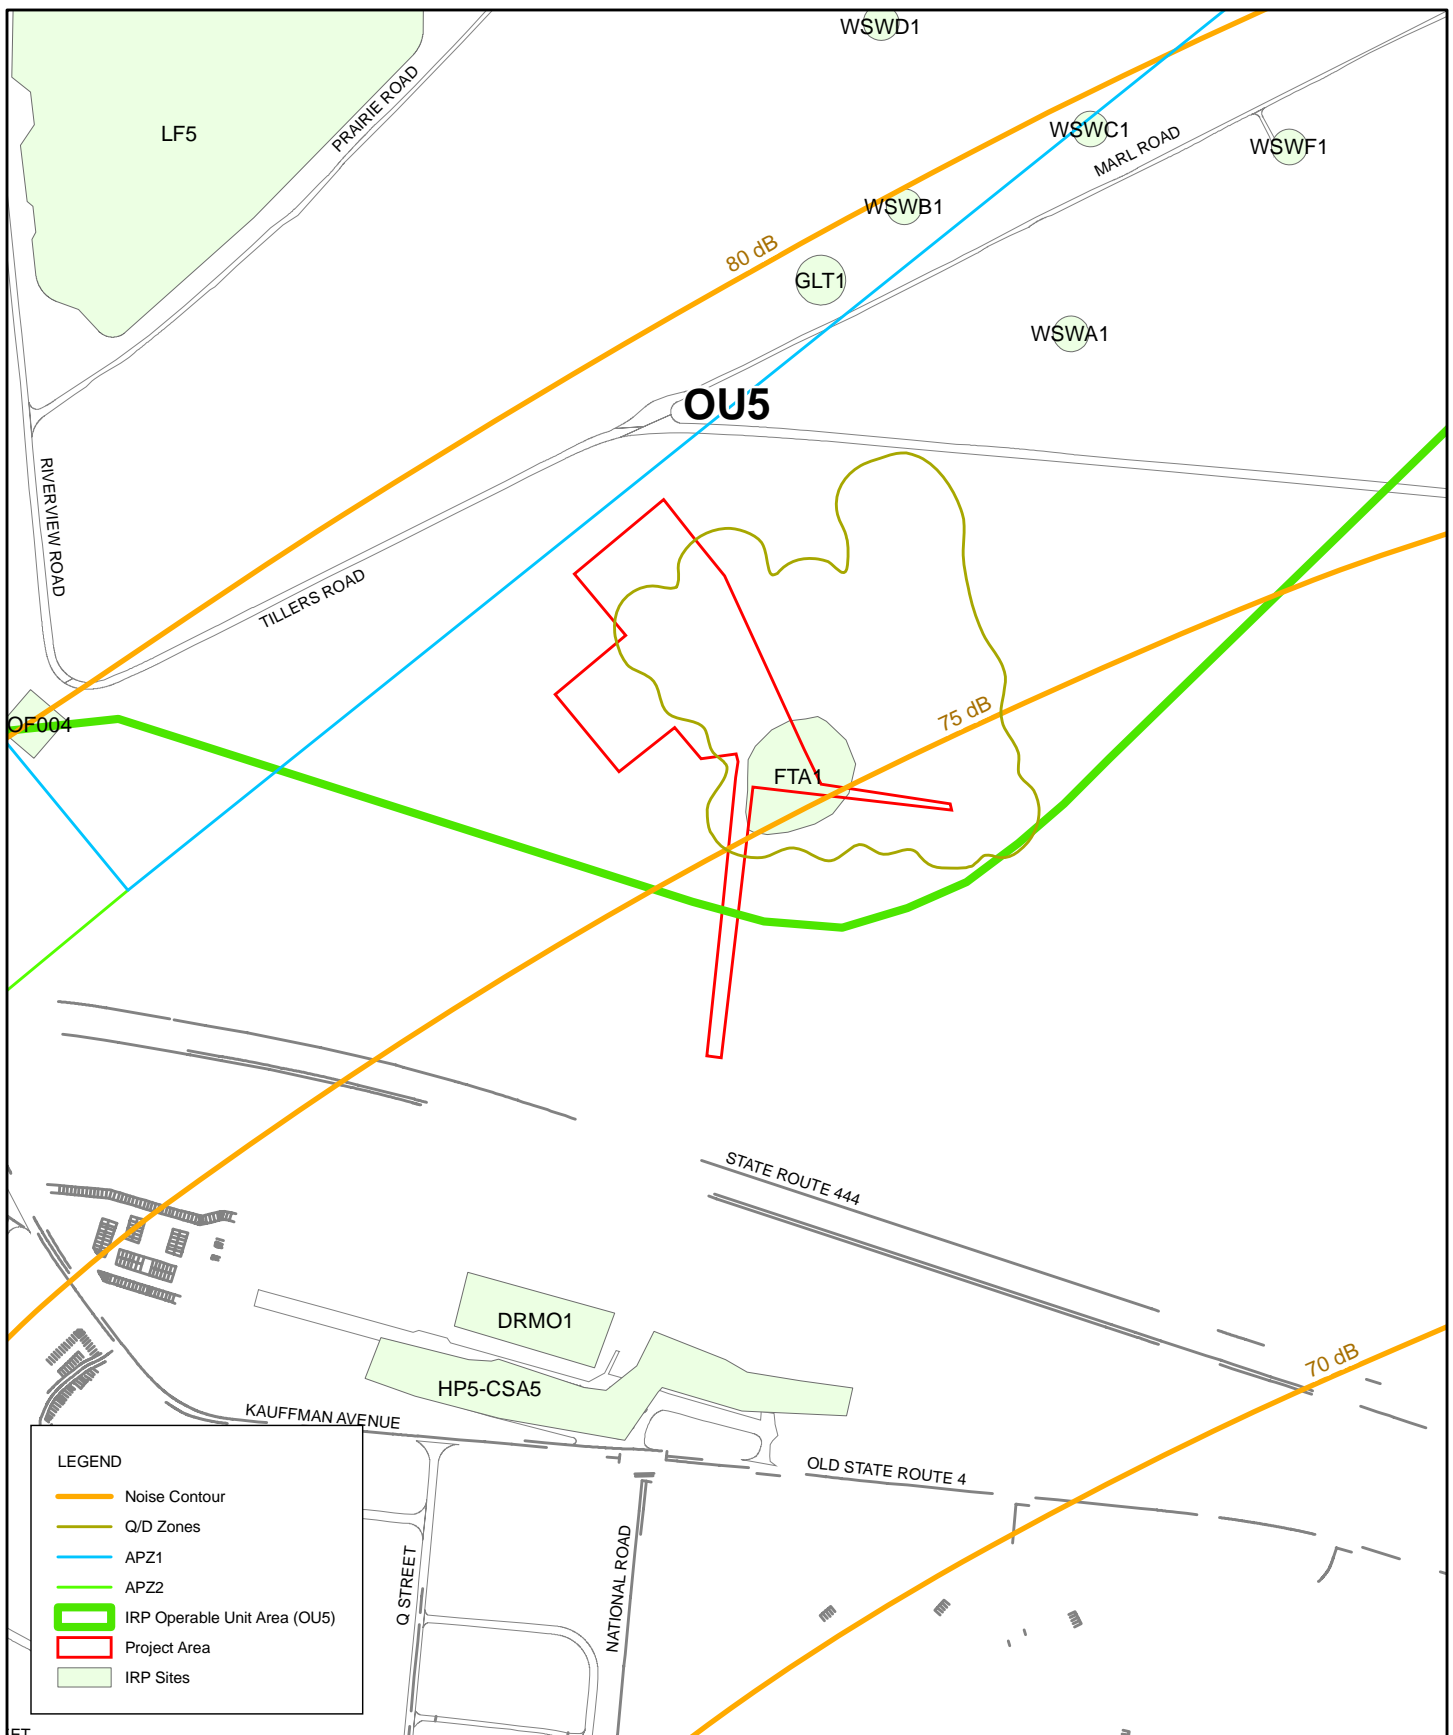 WSWD1
LF5
PRAIRIE ROAD
WSWC1
MARL ROAD
WSWF1
WSWB1
80 dB
GLT1
WSWA1
OU5
RIVERVIEW ROAD
TILLERS ROAD
OF004
75 dB
FTA1
STATE ROUTE 444
DRMO1
70 dB
HP5-CSA5
KAUFFMAN AVENUE
OLD STATE ROUTE 4
Q STREET
NATIONAL ROAD
LEGEND
Noise Contour
Q/D Zones
APZ1
APZ2
IRP Operable Unit Area (OU5)
Project Area
IRP Sites